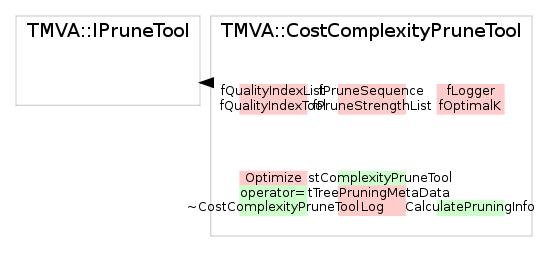 TMVA::IPruneTool
TMVA::CostComplexityPruneTool
fQualityIndexList fPruneSequence fLogger
fQualityIndexTool fPruneStrengthList fOptimalK
Optimize stComplexityPruneTool
operator= tTreePruningMetaData
~CostComplexityPruneTool Log CalculatePruningInfo